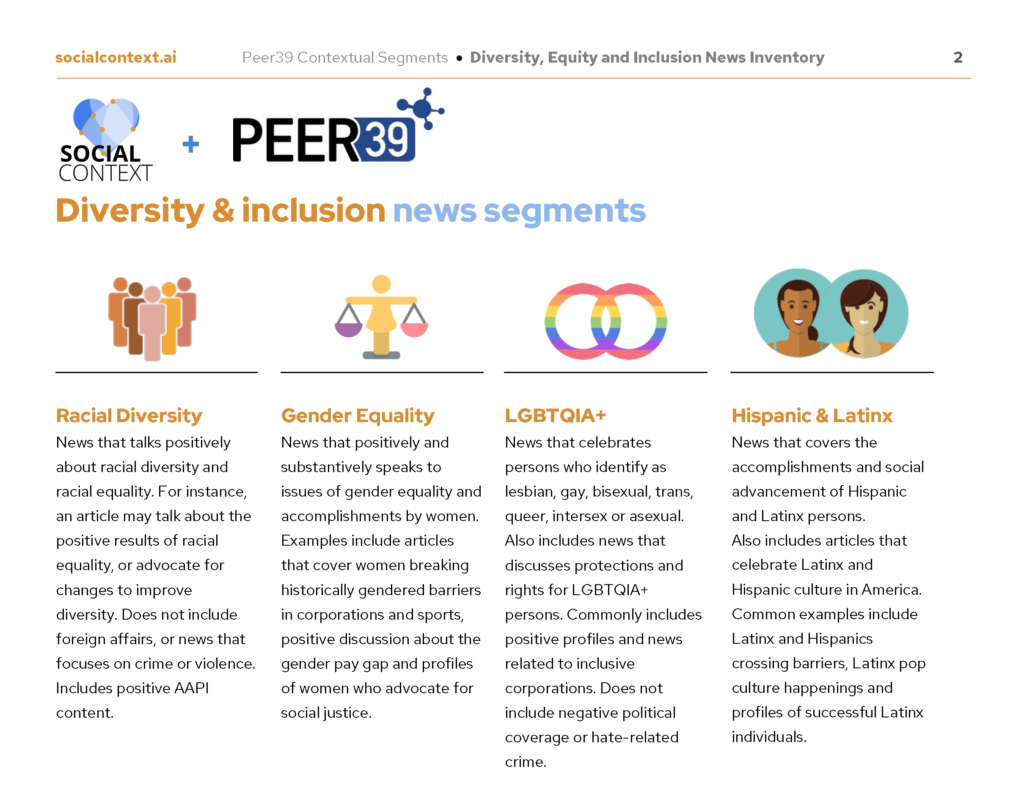 socialcontext.ai Peer39 Contextual Segments • Diversity, Equity and Inclusion News Inventory 2
SOCIAL
CONTEXT
+
PEER39
Diversity & inclusion news segments
Racial Diversity
News that talks positively
about racial diversity and
racial equality. For instance,
an article may talk about the
positive results of racial
equality, or advocate for
changes to improve
diversity. Does not include
foreign affairs, or news that
focuses on crime or violence.
Includes positive AAPI
content.
Gender Equality
News that positively and
substantively speaks to
issues of gender equality and
accomplishments by women.
Examples include articles
that cover women breaking
historically gendered barriers
in corporations and sports,
positive discussion about the
gender pay gap and profiles
of women who advocate for
social justice.
LGBTQIA+
News that celebrates
persons who identify as
lesbian, gay, bisexual, trans,
queer, intersex or asexual.
Also includes news that
discusses protections and
rights for LGBTQIA+
persons. Commonly includes
positive profiles and news
related to inclusive
corporations. Does not
include negative political
coverage or hate-related
crime.
Hispanic & Latinx
News that covers the
accomplishments and social
advancement of Hispanic
and Latinx persons.
Also includes articles that
celebrate Latinx and
Hispanic culture in America.
Common examples include
Latinx and Hispanics
crossing barriers, Latinx pop
culture happenings and
profiles of successful Latinx
individuals.